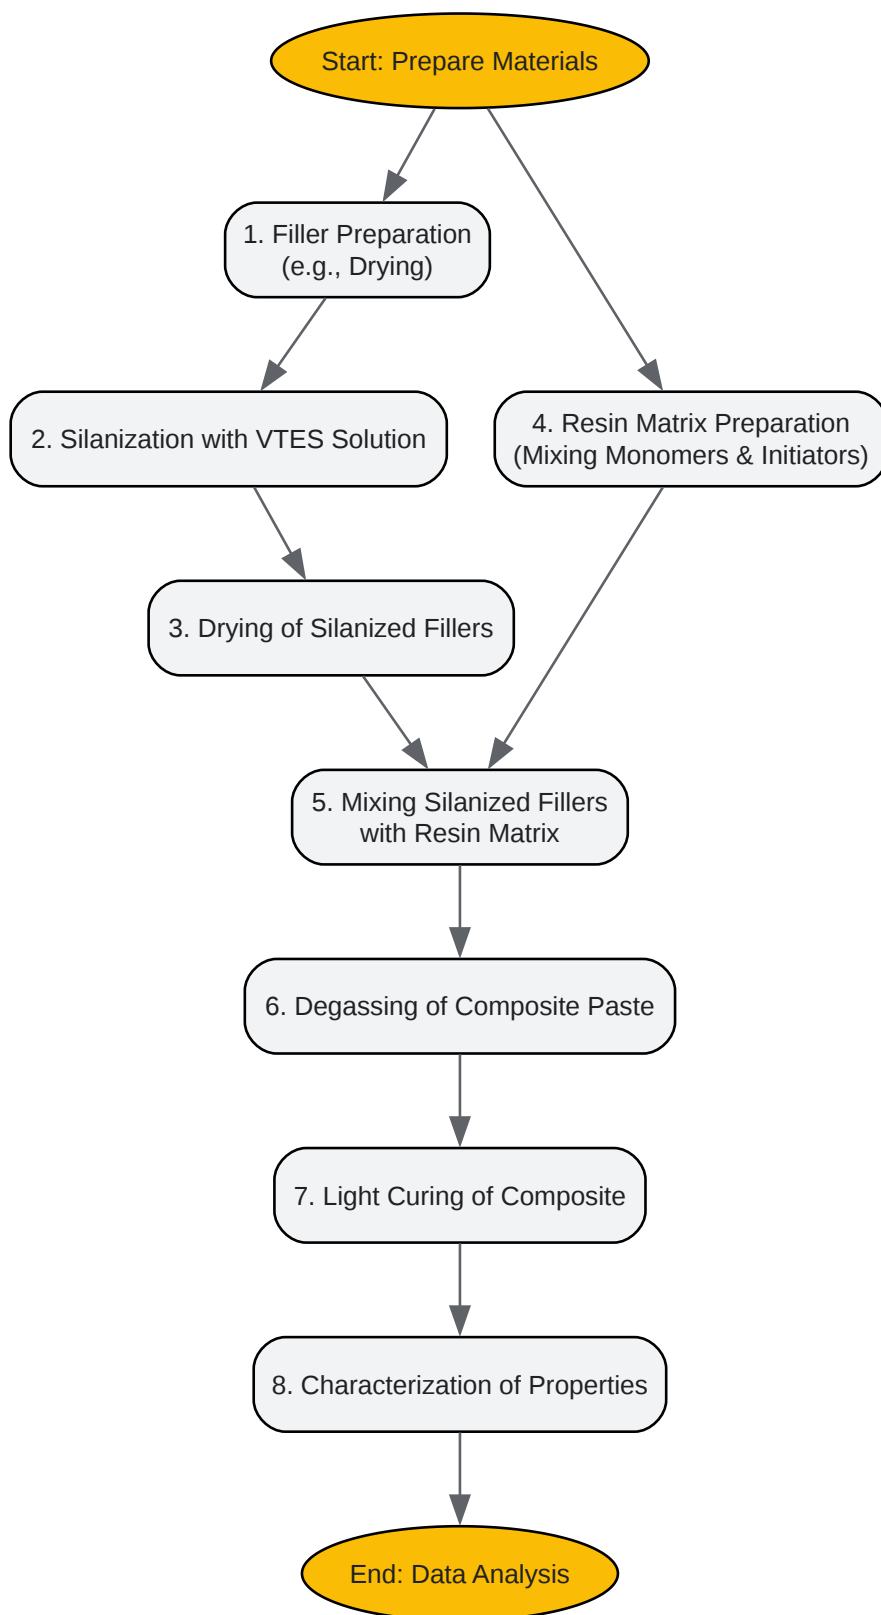 Start: Prepare Materials
1. Filler Preparation
(e.g., Drying)
2. Silanization with VTES Solution
4. Resin Matrix Preparation
(Mixing Monomers & Initiators)
3. Drying of Silanized Fillers
5. Mixing Silanized Fillers
with Resin Matrix
6. Degassing of Composite Paste
7. Light Curing of Composite
8. Characterization of Properties
End: Data Analysis